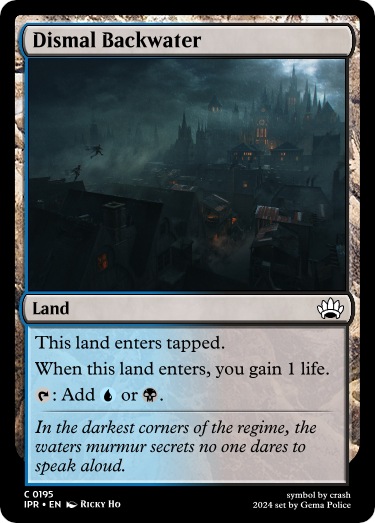 Dismal Backwater
Land
This land enters tapped.
When this land enters, you gain 1 life.
: Add or .
In the darkest corners of the regime, the
waters murmur secrets no one dares to
speak aloud.
C 0195
IPR • EN Ricky Ho
symbol by crash
2024 set by Gema Police